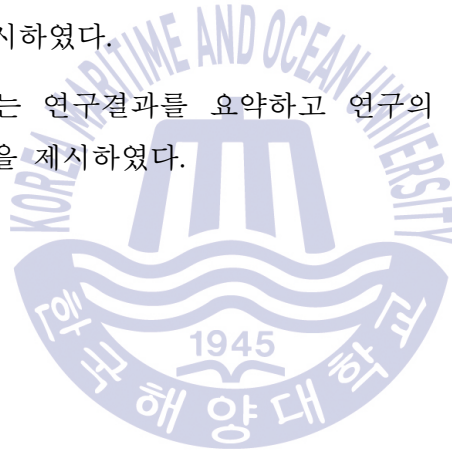 시하였다.
는 연구결과를 요약하고 연구의
을 제시하였다.
KOREA MARITIME AND OCEAN UNIVERSITY
1945
한국해양대학교